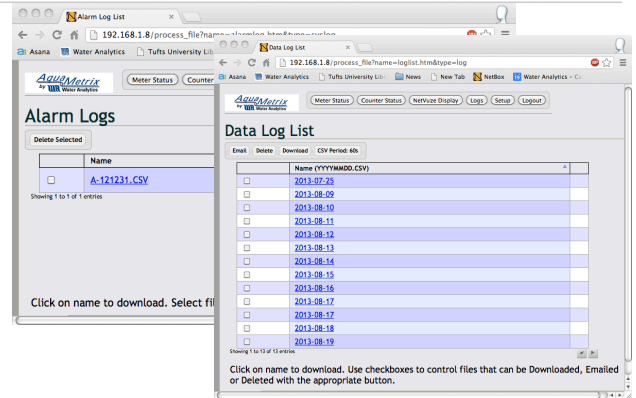 Alarm Log List
192.168.1.8/process_file?name=alarmlog.htm&type=syslog
Asana Water Analytics Tufts University Lib
AquaMetrix
by WA Water Analytics
Meter Status Counter
Alarm Logs
Delete Selected
Name
A-121231.CSV
Showing 1 to 1 of 1 entries
Click on name to download. Select fil
Data Log List
192.168.1.8/process_file?name=loglist.htm&type=log
Asana Water Analytics Tufts University Lib News New Tab NetBox Water Analytics – Ca
AquaMetrix
by WA Water Analytics
Meter Status Counter Status NetVuze Display Logs Setup Logout
Data Log List
Email Delete Download CSV Period: 60s
Name (YYYYMMDD.CSV)
2013-07-25
2013-08-09
2013-08-10
2013-08-11
2013-08-12
2013-08-13
2013-08-14
2013-08-15
2013-08-16
2013-08-17
2013-08-17
2013-08-18
2013-08-19
Showing 1 to 13 of 13 entries
Click on name to download. Use checkboxes to control files that can be Downloaded, Emailed
or Deleted with the appropriate button.